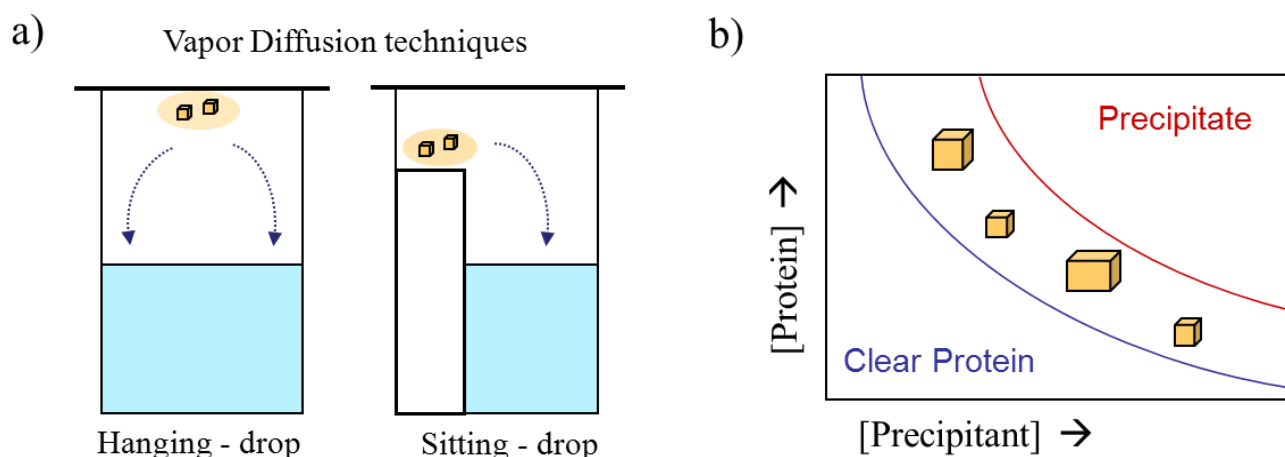 a)
Vapor Diffusion techniques
Hanging - drop
Sitting - drop
b)
Precipitate
Clear Protein
[Protein] →
[Precipitant] →